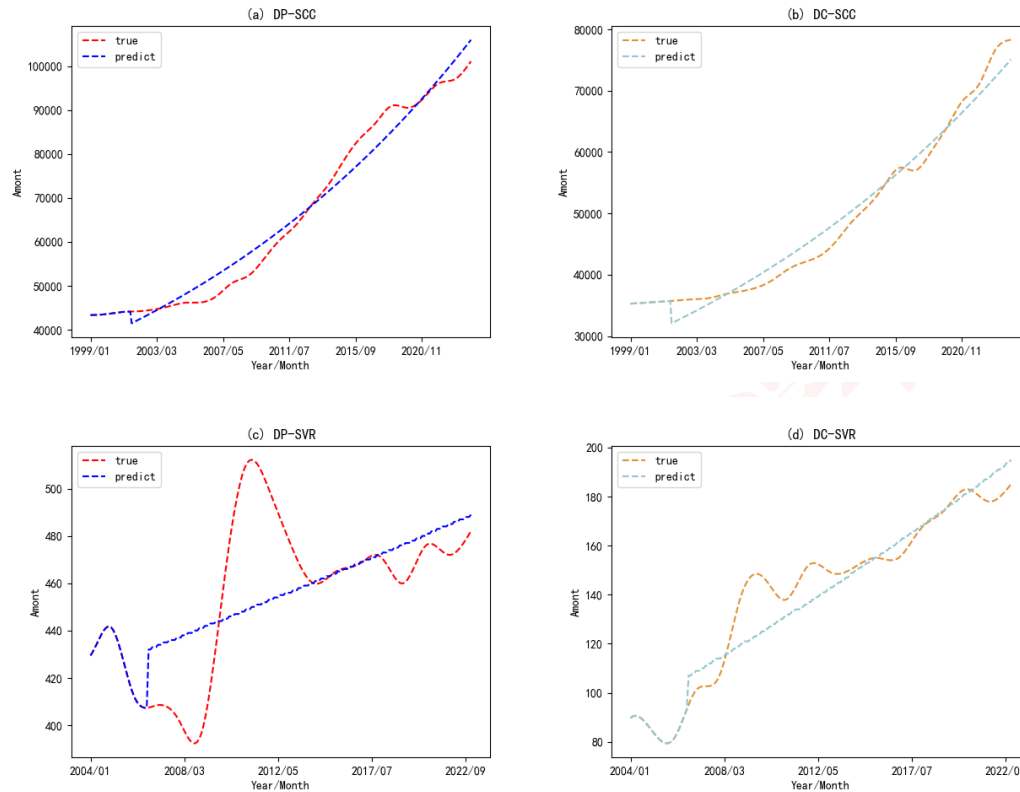 (a) DP-SCC
true
predict
Amont
100000
90000
80000
70000
60000
50000
40000
1999/01 2003/03 2007/05 2011/07 2015/09 2020/11
Year/Month
(b) DC-SCC
true
predict
Amont
80000
70000
60000
50000
40000
30000
1999/01 2003/03 2007/05 2011/07 2015/09 2020/11
Year/Month
(c) DP-SVR
true
predict
Amont
500
480
460
440
420
400
2004/01 2008/03 2012/05 2017/07 2022/09
Year/Month
(d) DC-SVR
true
predict
Amont
200
180
160
140
120
100
80
2004/01 2008/03 2012/05 2017/07 2022/0
Year/Month